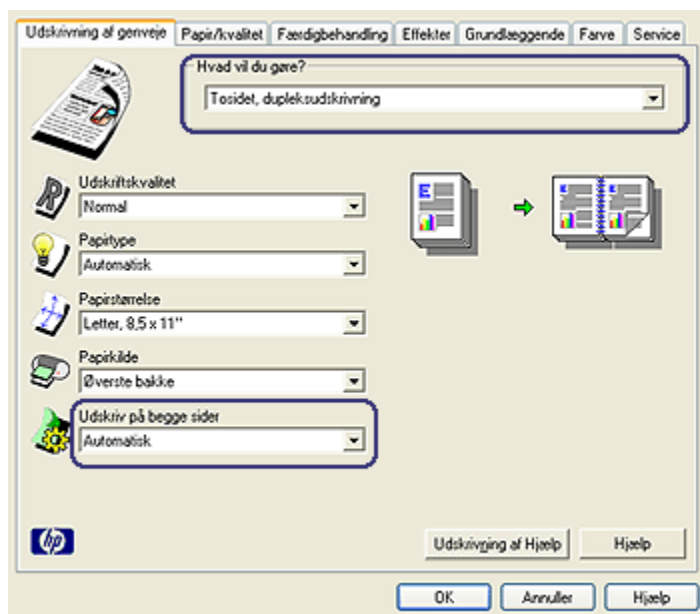 Udskrivning af genveje
Papir/kvalitet
Færdigbehandling
Effekter
Grundlæggende
Farve
Service
Hvad vil du gøre?
Tosidet, dupleksudskrivning
Udskriftskvalitet
Normal
Papirtype
Automatisk
Papirstørrelse
Letter, 8,5 x 11"
Papirkilde
Øverste bakke
Udskriv på begge sider
Automatisk
hp
Udskrivning af Hjælp
Hjælp
OK
Annuller
Hjælp